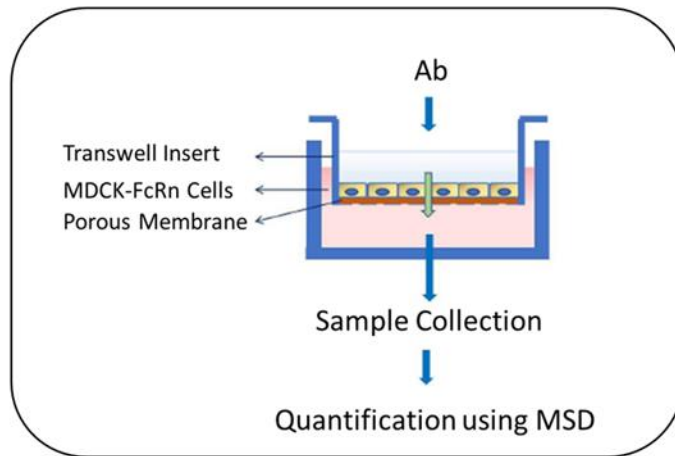 Ab
Transwell Insert
MDCK-FcRn Cells
Porous Membrane
Sample Collection
Quantification using MSD